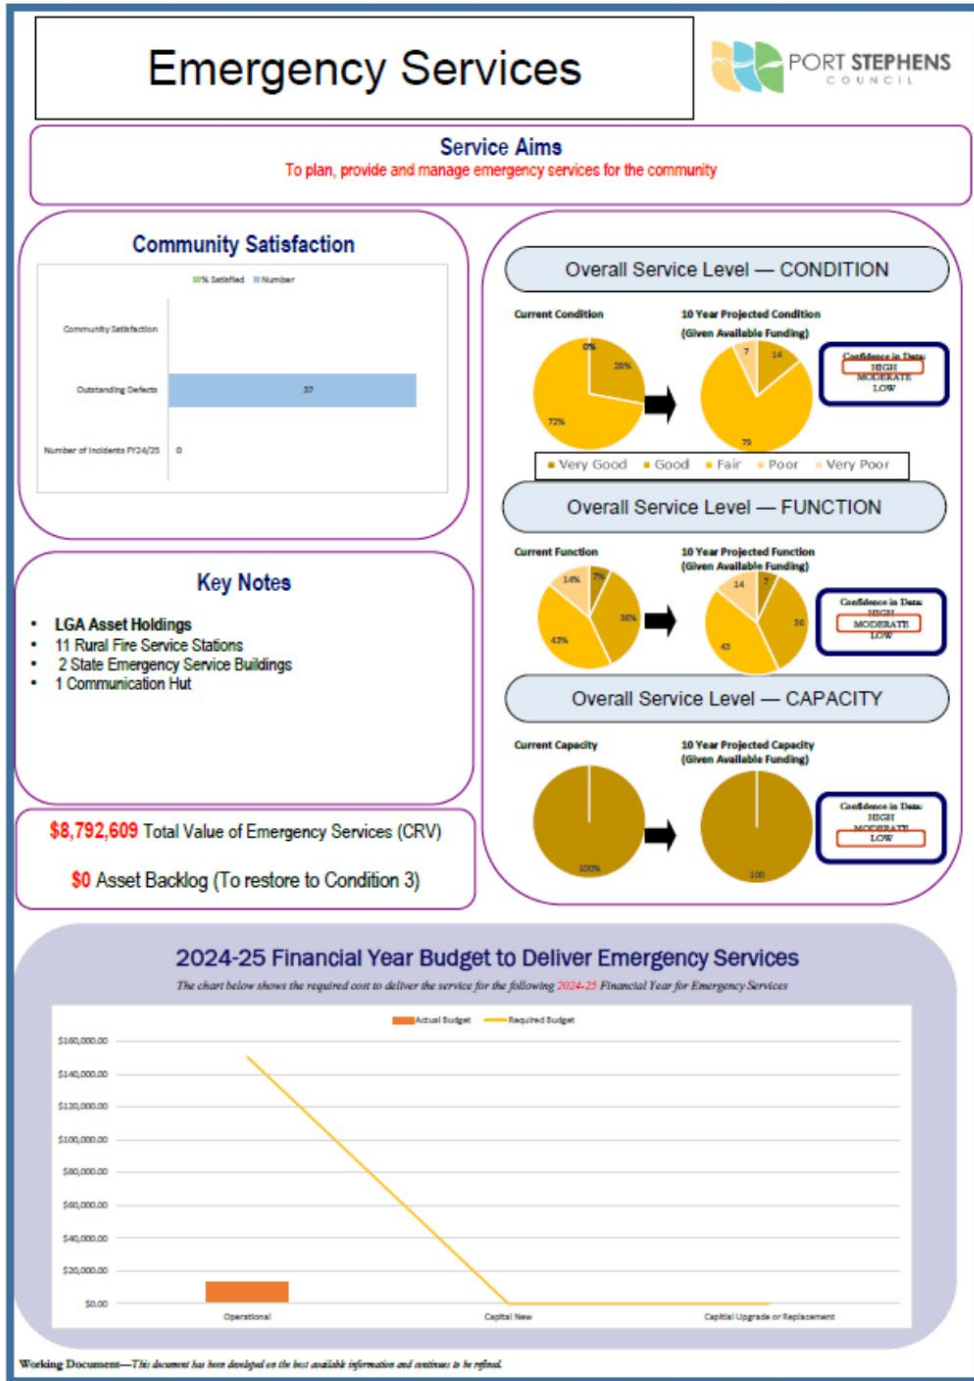 Emergency Services
PORT STEPHENS
COUNCIL
Service Aims
To plan, provide and manage emergency services for the community
Community Satisfaction
% Satisfied Number
Community Satisfaction
Outstanding Defects
37
Number of Incidents FY24/25
0
Key Notes
• LGA Asset Holdings
• 11 Rural Fire Service Stations
• 2 State Emergency Service Buildings
• 1 Communication Hut
$8,792,609 Total Value of Emergency Services (CRV)
$0 Asset Backlog (To restore to Condition 3)
Overall Service Level — CONDITION
Current Condition
0%
28%
72%
10 Year Projected Condition
(Given Available Funding)
7
14
79
Confidence in Data:
HIGH
MODERATE
LOW
Very Good Good Fair Poor Very Poor
Overall Service Level — FUNCTION
Current Function
14%
7%
36%
43%
10 Year Projected Function
(Given Available Funding)
14
7
36
43
Confidence in Data:
HIGH
MODERATE
LOW
Overall Service Level — CAPACITY
Current Capacity
100%
10 Year Projected Capacity
(Given Available Funding)
100
Confidence in Data:
HIGH
MODERATE
LOW
2024-25 Financial Year Budget to Deliver Emergency Services
The chart below shows the required cost to deliver the service for the following 2024-25 Financial Year for Emergency Services
Actual Budget Required Budget
$160,000.00
$140,000.00
$120,000.00
$100,000.00
$80,000.00
$60,000.00
$40,000.00
$20,000.00
$0.00
Operational
Capital New
Capitial Upgrade or Replacement
Working Document—This document has been developed on the best available information and continues to be refined.